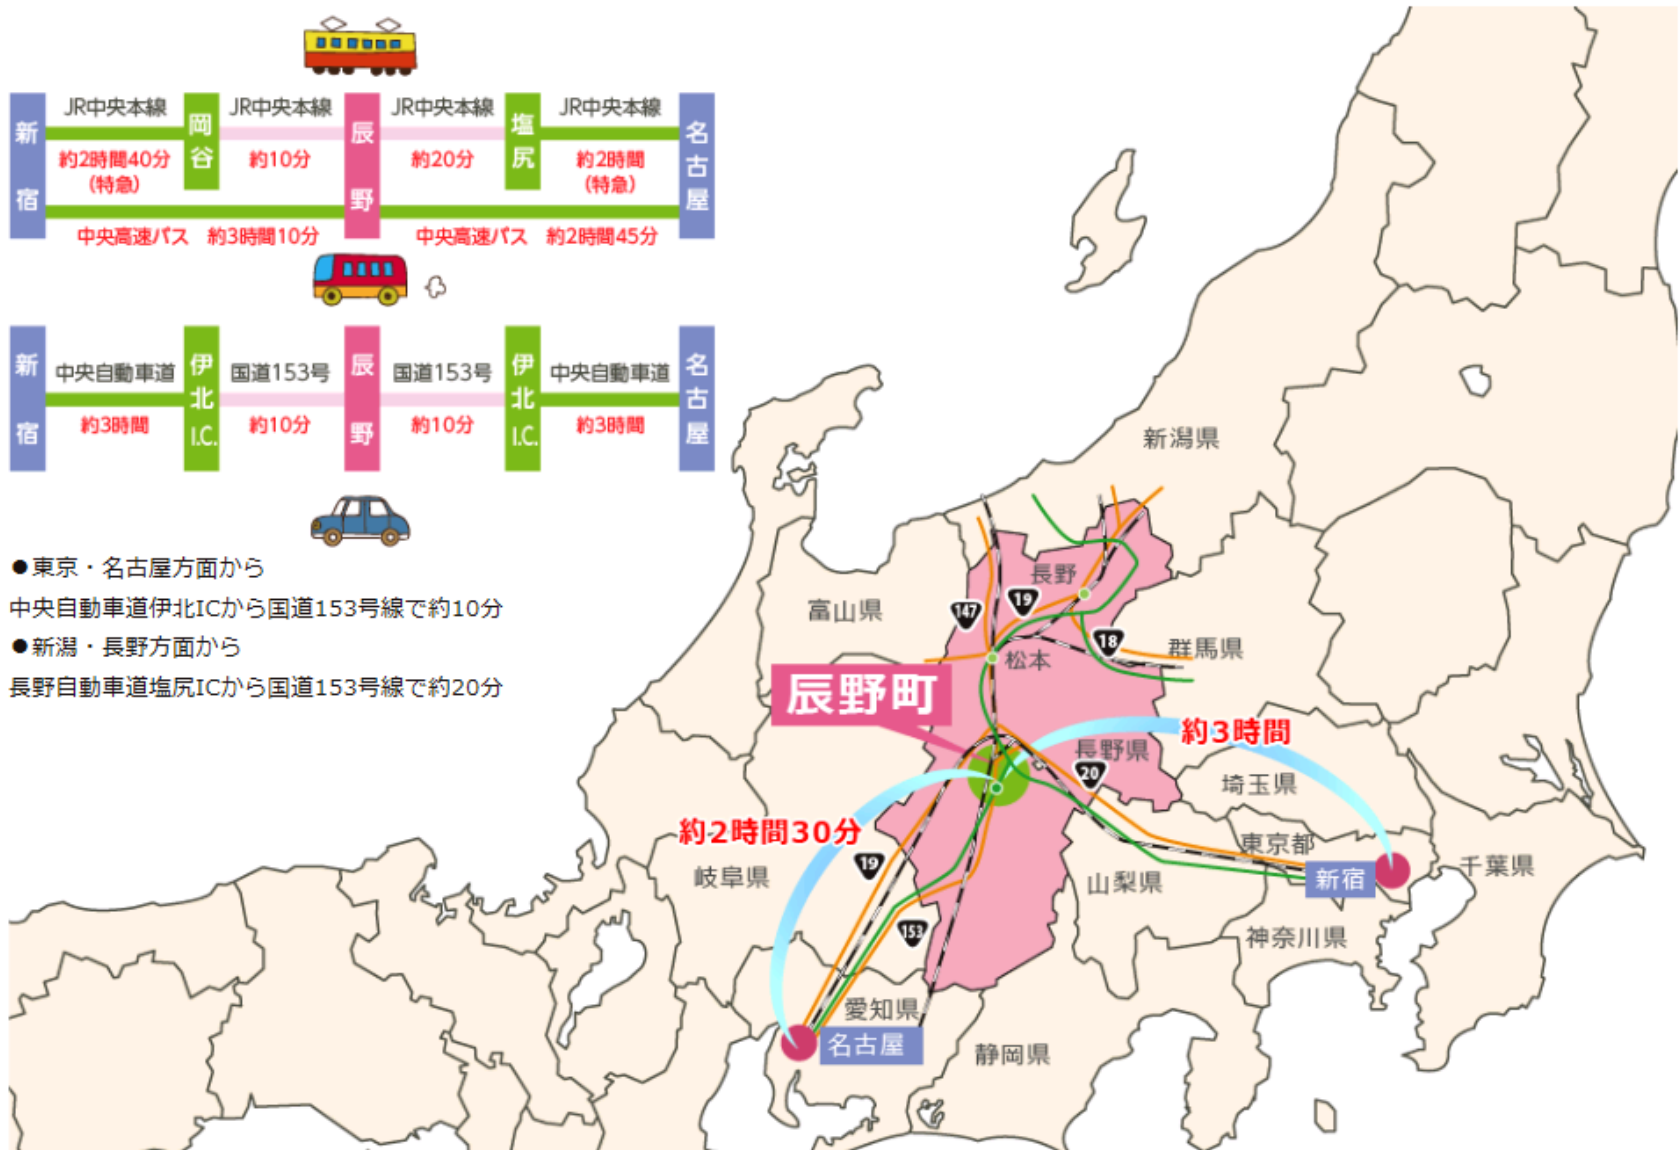 JR中央本線 JR中央本線 JR中央本線 JR中央本線
新宿 岡谷 辰野 塩尻 名古屋
約2時間40分 約10分 約20分 約2時間
(特急) (特急)
中央高速バス 約3時間10分 中央高速バス 約2時間45分
中央自動車道 国道153号 国道153号 中央自動車道
新宿 伊北I.C. 辰野 伊北I.C. 名古屋
約3時間 約10分 約10分 約3時間
●東京・名古屋方面から
中央自動車道伊北ICから国道153号線で約10分
●新潟・長野方面から
長野自動車道塩尻ICから国道153号線で約20分
新潟県
長野
富山県
147
19
18
群馬県
松本
辰野町
約3時間
長野県
20
埼玉県
約2時間30分
東京都
19
岐阜県
山梨県
新宿
千葉県
153
神奈川県
愛知県
名古屋
静岡県